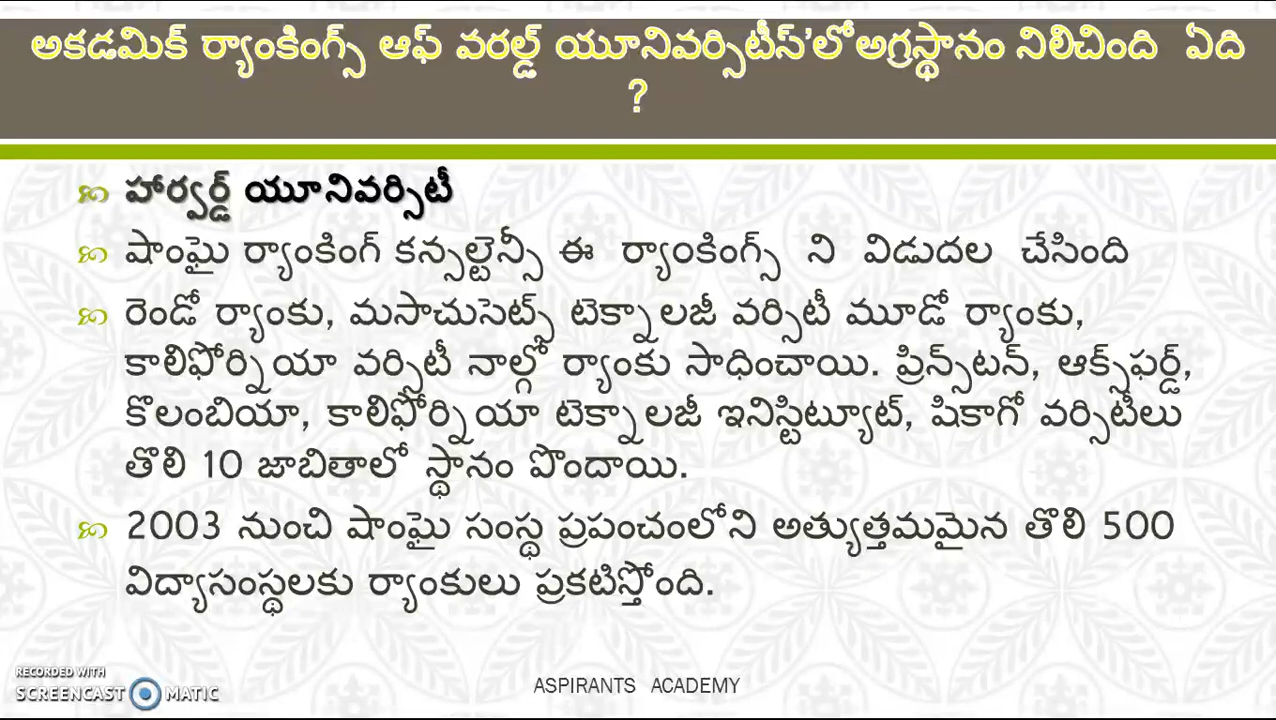 అకడమిక్ ర్యాంకింగ్స్ ఆఫ్ వరల్డ్ యూనివర్సిటీస్'లోఅగ్రస్థానం నిలిచింది ఏది
?
హార్వర్డ్ యూనివర్సిటీ
షాంఘై ర్యాంకింగ్ కన్సల్టెన్సీ ఈ ర్యాంకింగ్స్ ని విడుదల చేసింది
రెండో ర్యాంకు, మసాచుసెట్స్ టెక్నాలజీ వర్సిటీ మూడో ర్యాంకు,
కాలిఫోర్నియా వర్సిటీ నాల్గో ర్యాంకు సాధించాయి. ప్రిన్స్‌టన్, ఆక్స్‌ఫర్డ్,
కొలంబియా, కాలిఫోర్నియా టెక్నాలజీ ఇనిస్టిట్యూట్, షికాగో వర్సిటీలు
తొలి 10 జాబితాలో స్థానం పొందాయి.
2003 నుంచి షాంఘై సంస్థ ప్రపంచంలోని అత్యుత్తమమైన తొలి 500
విద్యాసంస్థలకు ర్యాంకులు ప్రకటిస్తోంది.
RECORDED WITH
SCREENCAST MATIC
ASPIRANTS ACADEMY